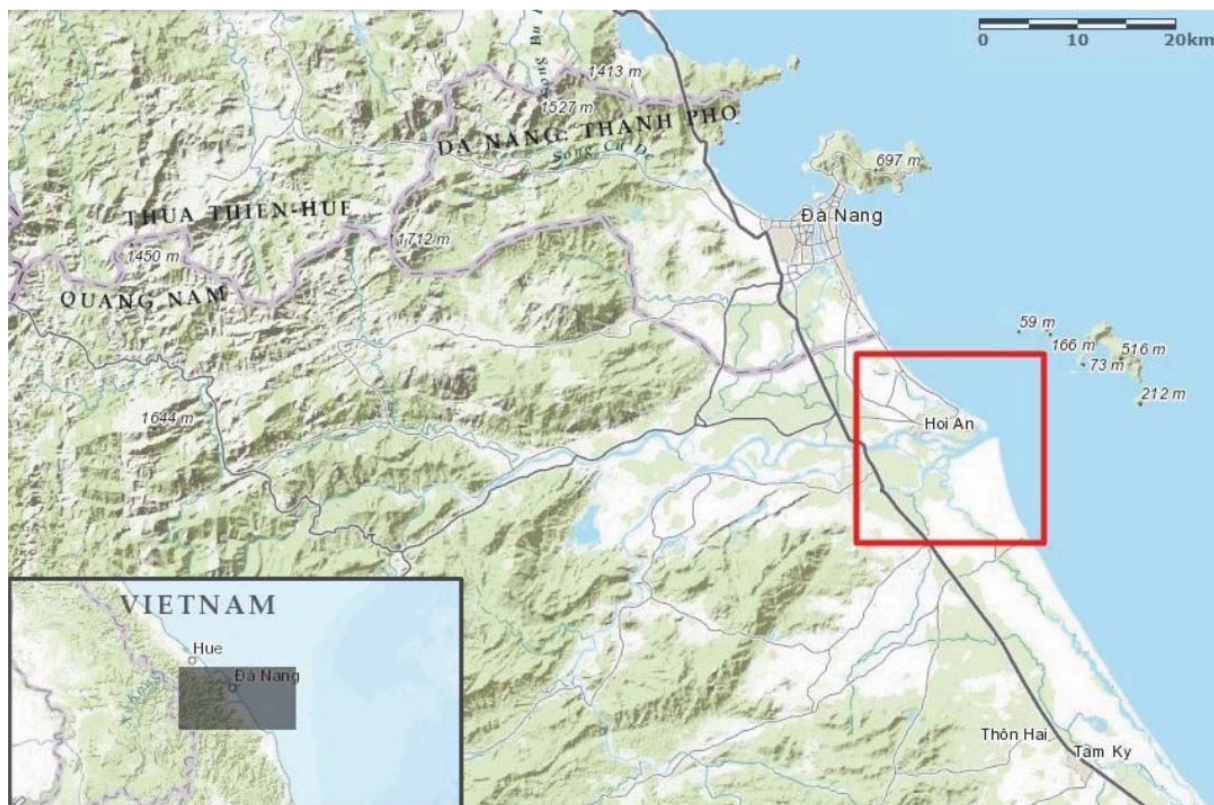 0 10 20km
1413 m
1527 m
DA NANG: THANH PHO
Song Cu De
697 m
THUA THIEN-HUE
Đà Nang
1712 m
1450 m
QUANG NAM
59 m
166 m
516 m
73 m
212 m
1644 m
Hoi An
VIETNAM
Hue
Đà Nang
Thôn Hai
Tam Ky